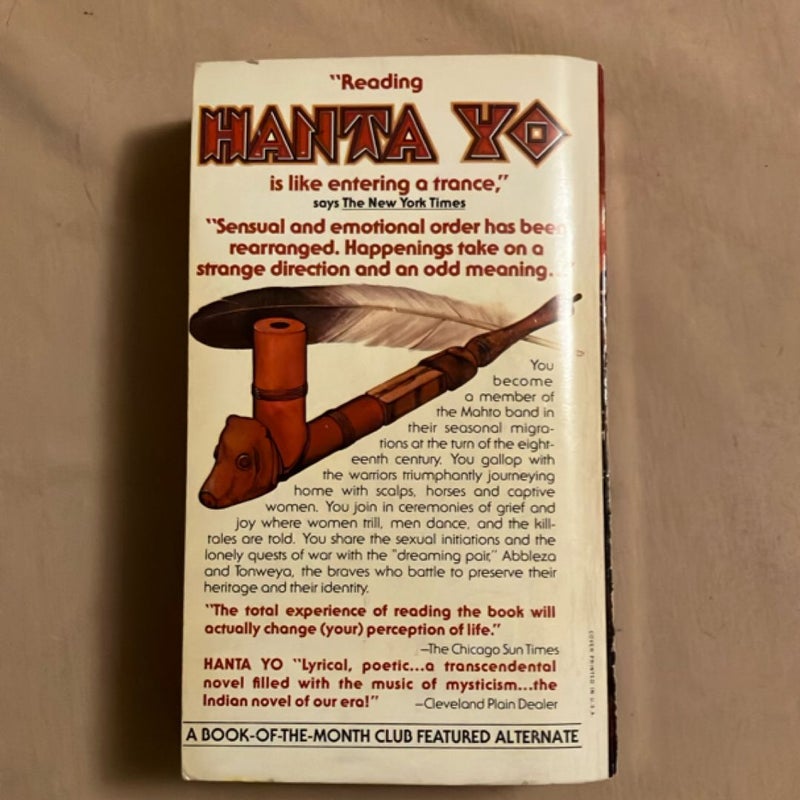 "Reading
HANTA YO
is like entering a trance,"
says The New York Times
"Sensual and emotional order has been
rearranged. Happenings take on a
strange direction and an odd meaning..."
You
become
a member of
the Mahto band in
their seasonal migra-
tions at the turn of the eight-
eenth century. You gallop with
the warriors triumphantly journeying
home with scalps, horses and captive
women. You join in ceremonies of grief and
joy where women trill, men dance, and the kill-
tales are told. You share the sexual initiations and the
lonely quests of war with the "dreaming pair," Abbleza
and Tonweya, the braves who battle to preserve their
heritage and their identity.
"The total experience of reading the book will
actually change (your) perception of life."
—The Chicago Sun Times
HANTA YO "Lyrical, poetic...a transcendental
novel filled with the music of mysticism...the
Indian novel of our era!" —Cleveland Plain Dealer
A BOOK-OF-THE-MONTH CLUB FEATURED ALTERNATE
COVER PRINTED IN U.S.A.